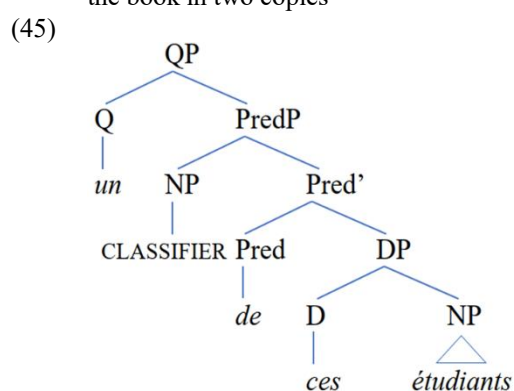 the book in two copies
(45)
QP
Q PredP
un NP Pred’
CLASSIFIER Pred DP
de D NP
ces étudiants